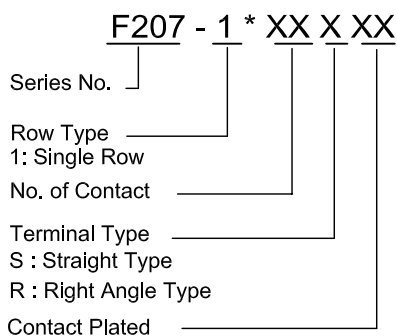 F207 - 1 * XX X XX
Series No.
Row Type
1: Single Row
No. of Contact
Terminal Type
S : Straight Type
R : Right Angle Type
Contact Plated